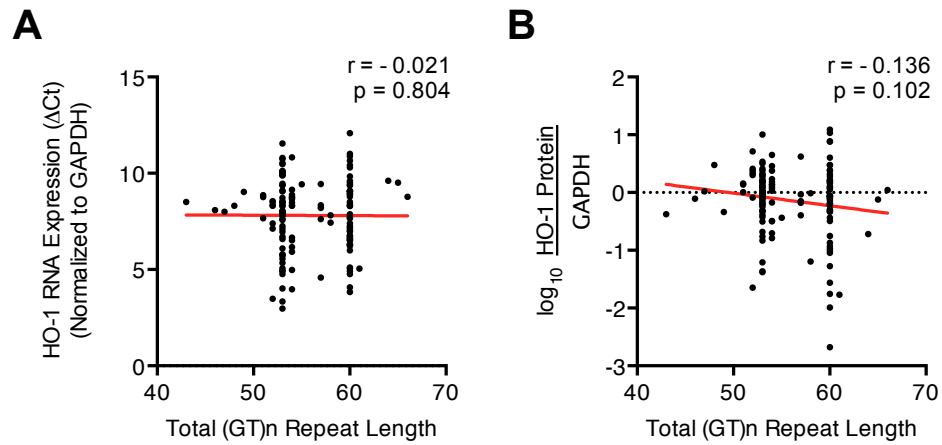 A
r = - 0.021
p = 0.804
HO-1 RNA Expression (ΔCt)
(Normalized to GAPDH)
15
10
5
0
40
50
60
70
Total (GT)n Repeat Length
B
r = - 0.136
p = 0.102
log10 HO-1 Protein
GAPDH
2
1
0
-1
-2
-3
40
50
60
70
Total (GT)n Repeat Length